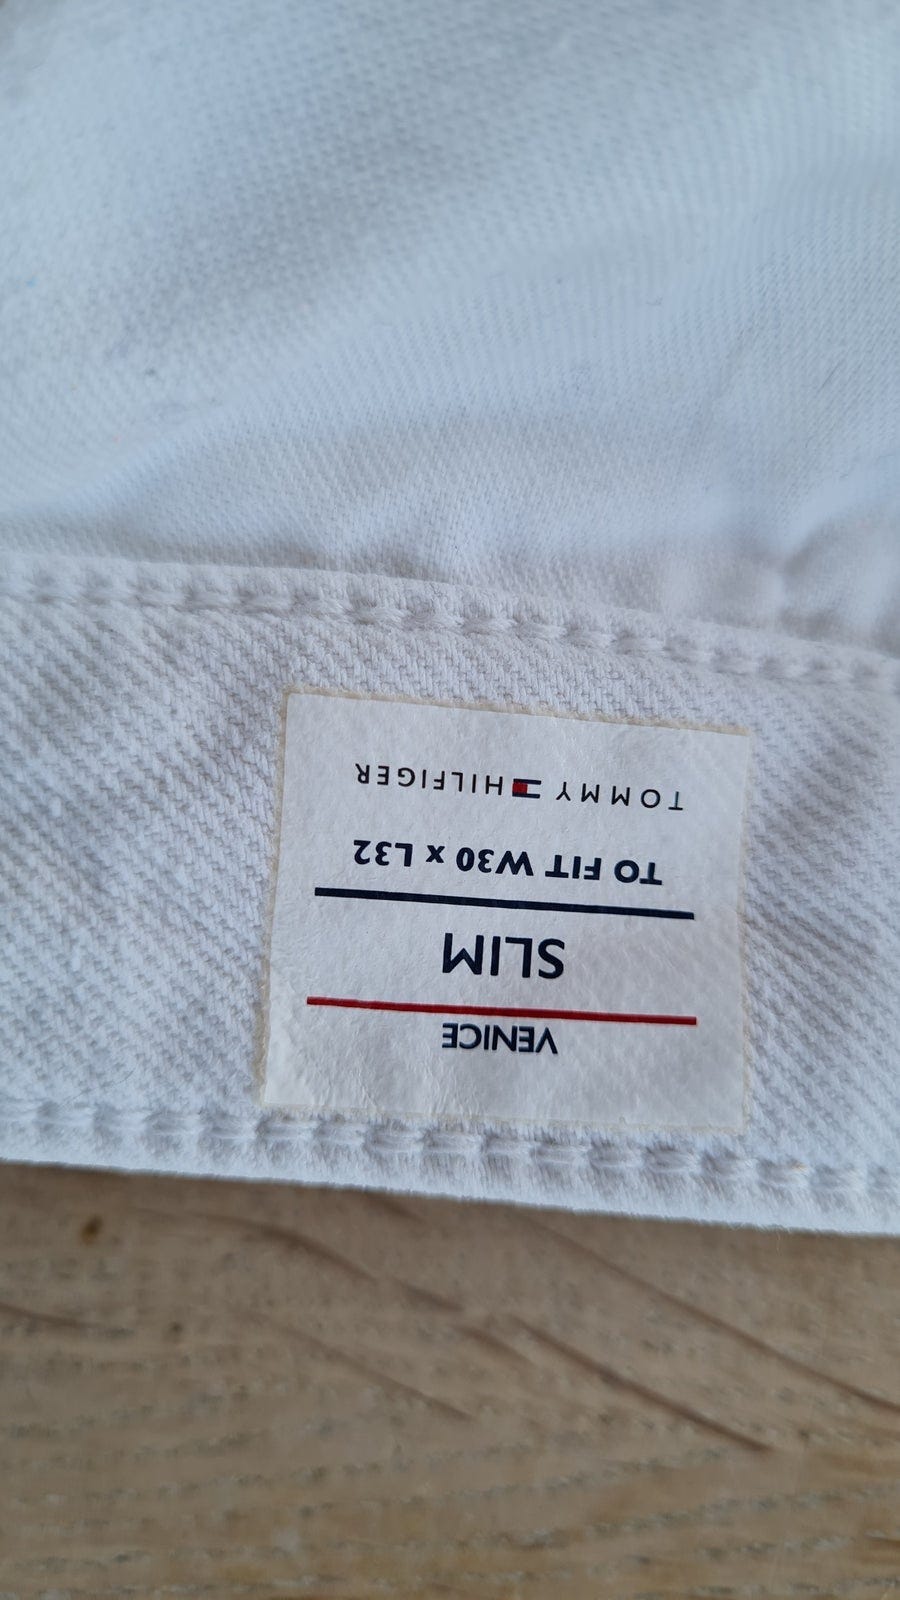 VENICE
SLIM
TO FIT W30 x L32
TOMMY HILFIGER